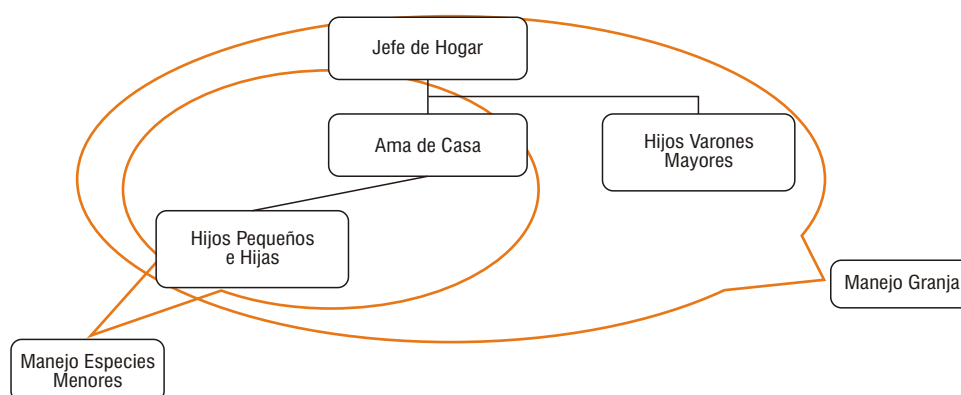 Jefe de Hogar
Ama de Casa
Hijos Varones
Mayores
Hijos Pequeños
e Hijas
Manejo Granja
Manejo Especies
Menores